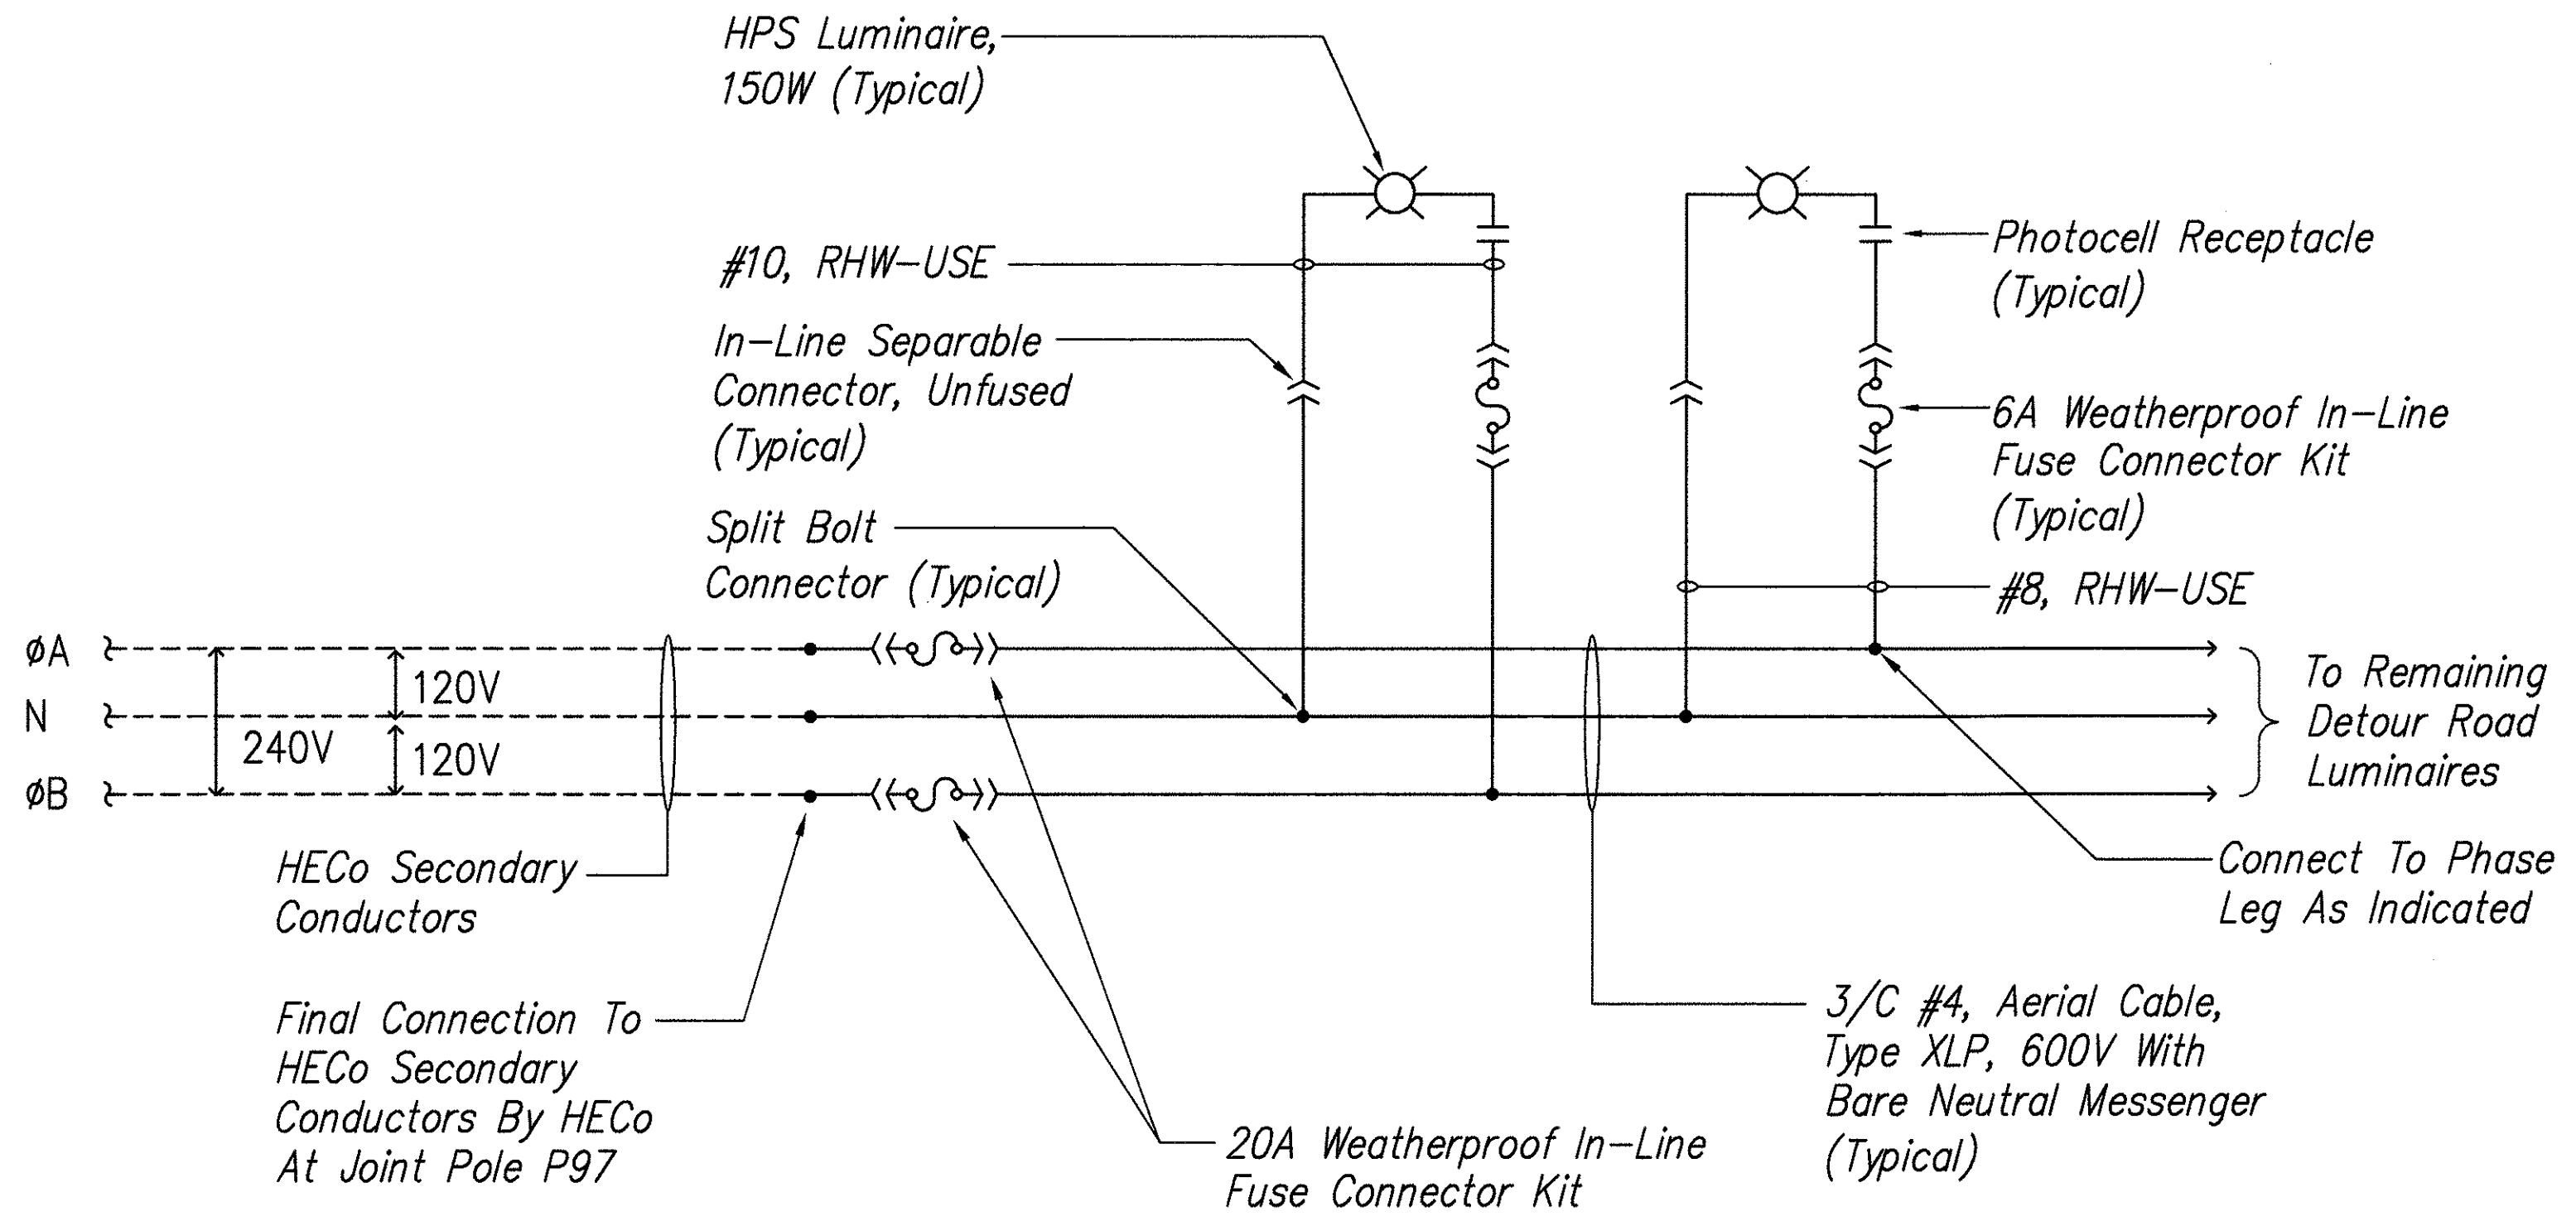 HPS Luminaire,
150W (Typical)
#10, RHW-USE
In-Line Separable
Connector, Unfused
(Typical)
Split Bolt
Connector (Typical)
Photocell Receptacle
(Typical)
6A Weatherproof In-Line
Fuse Connector Kit
(Typical)
#8, RHW-USE
øA
N
øB
120V
240V
120V
To Remaining
Detour Road
Luminaires
HECo Secondary
Conductors
Connect To Phase
Leg As Indicated
Final Connection To
HECo Secondary
Conductors By HECo
At Joint Pole P97
20A Weatherproof In-Line
Fuse Connector Kit
3/C #4, Aerial Cable,
Type XLP, 600V With
Bare Neutral Messenger
(Typical)